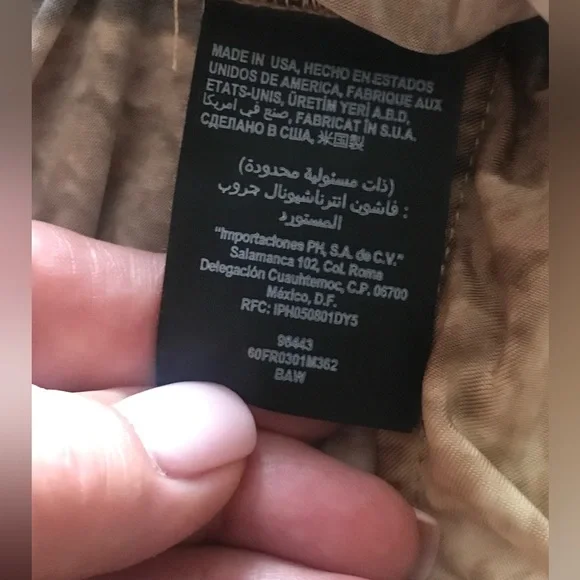 MADE IN USA, HECHO EN ESTADOS
UNIDOS DE AMERICA, FABRIQUE AUX
ETATS-UNIS, ÜRETİM YERİ A.B.D,
صنع في امريكا, FABRICAT ÎN S.U.A.
СДЕЛАНО В США, 米国製
(ذات مسئولية محدودة)
فاشون انترناشيونال جروب :
المستورد
"Importaciones PH, S.A. de C.V."
Salamanca 102, Col. Roma
Delegación Cuauhtemoc, C.P. 06700
México, D.F.
RFC: IPH050801DY5
96443
60FR0301M362
BAW